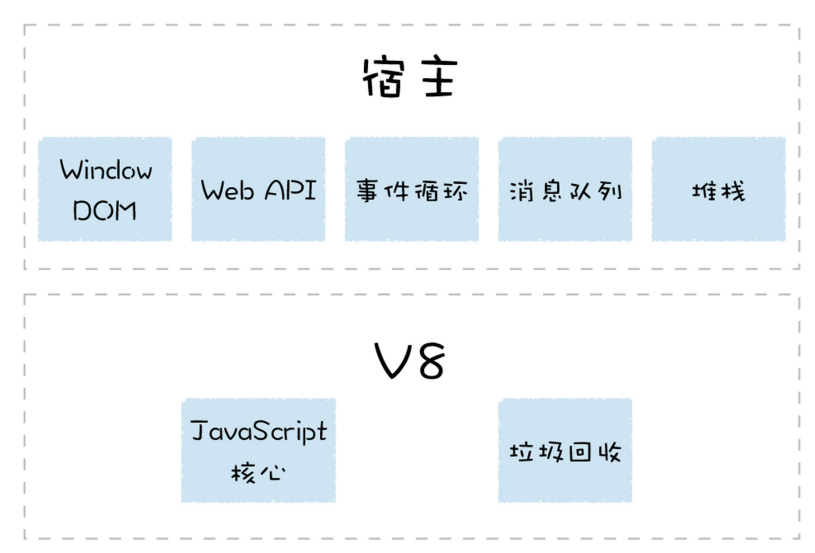 宿主
Window
DOM
Web API
事件循环
消息队列
堆栈
V8
JavaScript
核心
垃圾回收